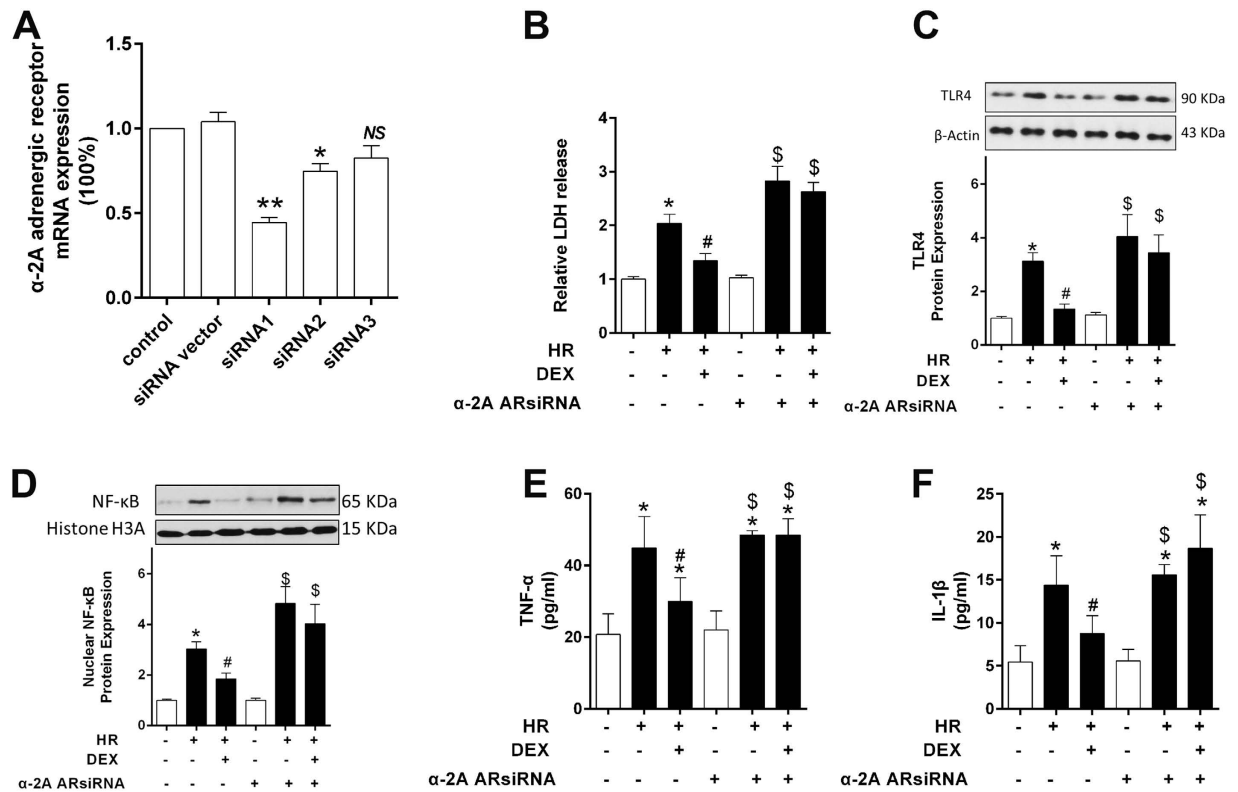 A
α-2A adrenergic receptor
mRNA expression
(100%)
1.5
1.0
0.5
0.0
**
*
NS
control
siRNA vector
siRNA1
siRNA2
siRNA3
B
Relative LDH release
4
3
2
1
0
*
#
$
$
HR - + + - + +
DEX - - + - - +
α-2A ARsiRNA - - - + + +
C
TLR4 90 KDa
β-Actin 43 KDa
TLR4
Protein Expression
6
4
2
0
*
#
$
$
HR - + + - + +
DEX - - + - - +
α-2A ARsiRNA - - - + + +
D
NF-κB 65 KDa
Histone H3A 15 KDa
Nuclear NF-κB
Protein Expression
6
4
2
0
*
#
$
$
HR - + + - + +
DEX - - + - - +
α-2A ARsiRNA - - - + + +
E
TNF-α
(pg/ml)
60
40
20
0
*
#
*
$
*
$
*
HR - + + - + +
DEX - - + - - +
α-2A ARsiRNA - - - + + +
F
IL-1β
(pg/ml)
25
20
15
10
5
0
*
#
$
*
$
*
HR - + + - + +
DEX - - + - - +
α-2A ARsiRNA - - - + + +